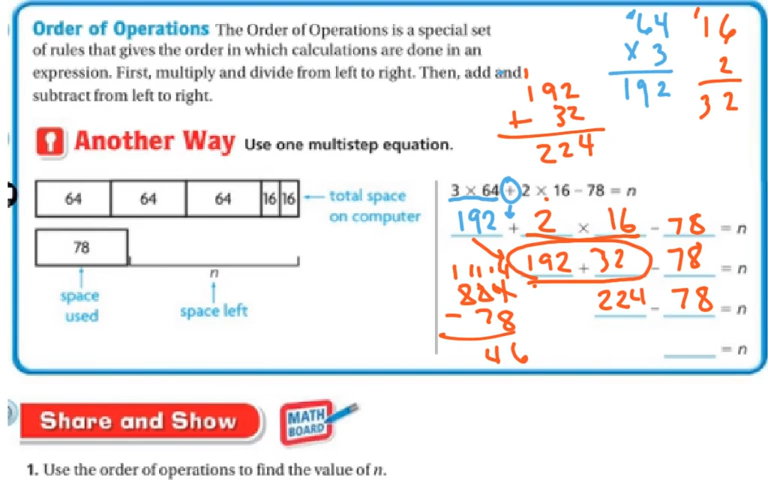 Order of Operations The Order of Operations is a special set
of rules that gives the order in which calculations are done in an
expression. First, multiply and divide from left to right. Then, add and
subtract from left to right.
64
× 3
192
16
2
32
192
+ 32
224
Another Way Use one multistep equation.
64 64 64 16 16 total space
on computer
78
n
space
used
space left
3 × 64 + 2 × 16 – 78 = n
192 + 2 × 16 – 78 = n
192 + 32 – 78 = n
224 – 78 = n
= n
- 78
46
Share and Show
MATH
BOARD
1. Use the order of operations to find the value of n.